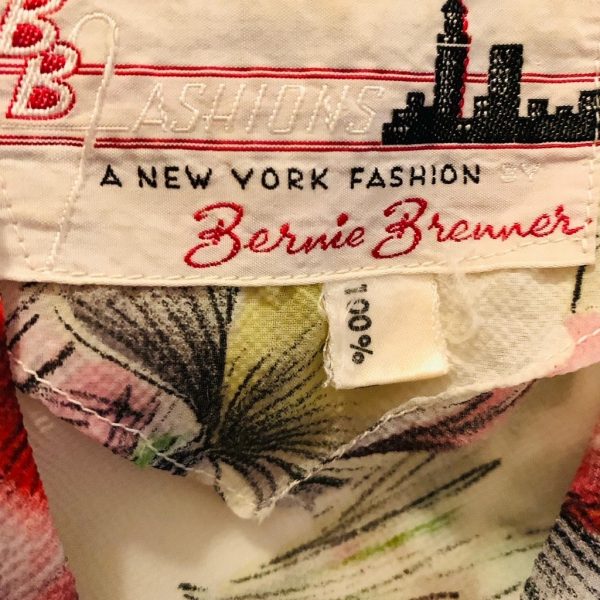 BB FASHIONS
A NEW YORK FASHION BY
Bernie Brenner
100%